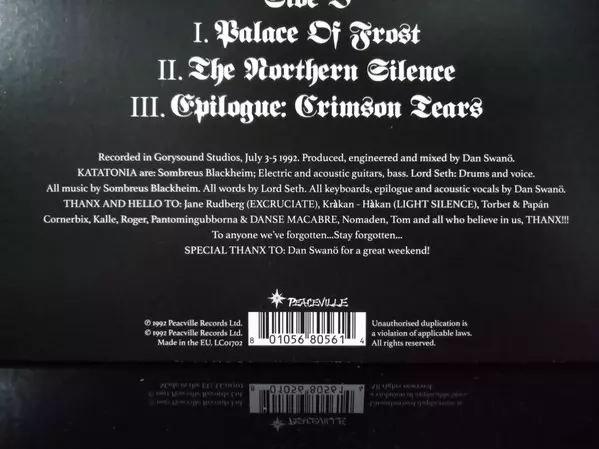 Side D
I. Palace Of Frost
II. The Northern Silence
III. Epilogue: Crimson Tears
Recorded in Gorysound Studios, July 3-5 1992. Produced, engineered and mixed by Dan Swanö.
KATATONIA are: Sombreus Blackheim; Electric and acoustic guitars, bass. Lord Seth: Drums and voice.
All music by Sombreus Blackheim. All words by Lord Seth. All keyboards, epilogue and acoustic vocals by Dan Swanö.
THANX AND HELLO TO: Jane Rudberg (EXCRUCIATE), Kråkan - Håkan (LIGHT SILENCE), Torbet & Papán
Cornerbix, Kalle, Roger, Pantomingubborna & DANSE MACABRE, Nomaden, Tom and all who believe in us, THANX!!!
To anyone we've forgotten...Stay forgotten...
SPECIAL THANX TO: Dan Swanö for a great weekend!
PEACEVILLE
℗ 1992 Peacville Records Ltd.
© 1992 Peacville Records Ltd.
Made in the EU. LC01702
8 01056 80561 4
Unauthorised duplication is
a violation of applicable laws.
All rights reserved.